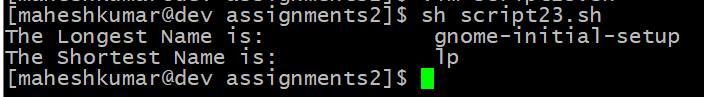 [maheshkumar@dev assignments2]$ sh script23.sh
The Longest Name is:            gnome-initial-setup
The Shortest Name is:           lp
[maheshkumar@dev assignments2]$